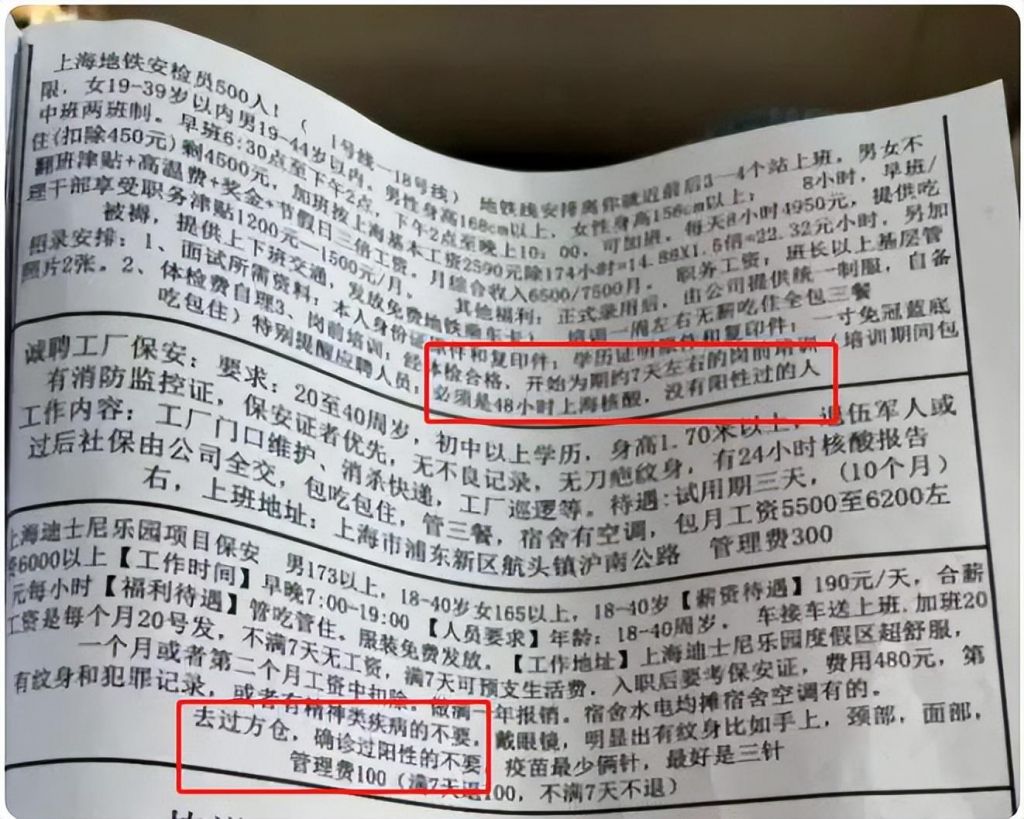 上海地铁安检员500人！（ 1号线—18号线） 地铁线安排离你就近前后3—4个站上班，男女不
限，女19-39岁以内男19-44岁以内。男性身高168cm以上，女性身高156cm以上； 8小时，早班/
中班两班制。早班6:30点至下午2点，下午2点至晚上10：00，可加班。每天8小时4950元，提供吃
住(扣除450元)剩4500元，加班按上海基本工资2590元除174小时=14.89X1.5倍=22.32元小时，另加
翻班津贴+高温费+奖金+节假日三倍工资。月综合收入6500/7500月。 职务工资：班长以上基层管
理干部享受职务津贴1200元—1500元/月。 其他福利：正式录用后，由公司提供统一制服，自备
被搏，提供上下班交通，发放免费地铁乘车卡； 培训一周左右无薪吃住全包三餐
招录安排：1、面试所需资料：本人身份证原件和复印件；学历证明原件和复印件；一寸免冠蓝底
照片2张。2、体检费自理3、岗前培训：经体检合格，开始为期约7天左右的岗前培训（培训期间包
吃包住）特别提醒应聘人员，必须是48小时上海核酸，没有阳性过的人
诚聘工厂保安：要求：20至40周岁，初中以上学历，身高1.70米以上，退伍军人或
有消防监控证，保安证者优先，无不良记录，无刀疤纹身，有24小时核酸报告
工作内容：工厂门口维护、消杀快递，工厂巡逻等。待遇:试用期三天，(10个月)
过后社保由公司全交，包吃包住，管三餐，宿舍有空调，包月工资5500至6200左
右，上班地址：上海市浦东新区航头镇沪南公路 管理费300
上海迪士尼乐园项目保安 男173以上，18-40岁女165以上，18-40岁【薪资待遇】190元/天，合薪
资6000以上【工作时间】早晚7:00-19:00 【人员要求】年龄：18-40周岁。 车接车送上班.加班20
元每小时【福利待遇】管吃管住。服装免费发放。【工作地址】上海迪士尼乐园度假区超舒服，
工资是每个月20号发，不满7天无工资，满7天可预支生活费，入职后要考保安证，费用480元，第
一个月或者第二个月工资中扣除。做满一年报销。宿舍水电均摊宿舍空调有的。
有纹身和犯罪记录，或者有精神类疾病的不要，戴眼镜，明显出有纹身比如手上，颈部，面部，
去过方仓，确诊过阳性的不要，疫苗最少俩针，最好是三针
管理费100（满7天退100，不满7天不退）